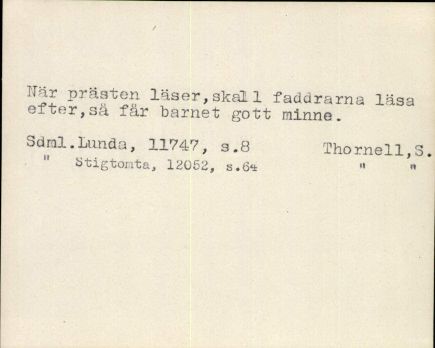 När prästen läser,skall faddrarna läsa
efter,så får barnet gott minne.
Sdml.Lunda, 11747, s.8 Thornell,S.
" Stigtomta, 12052, s.64 " "